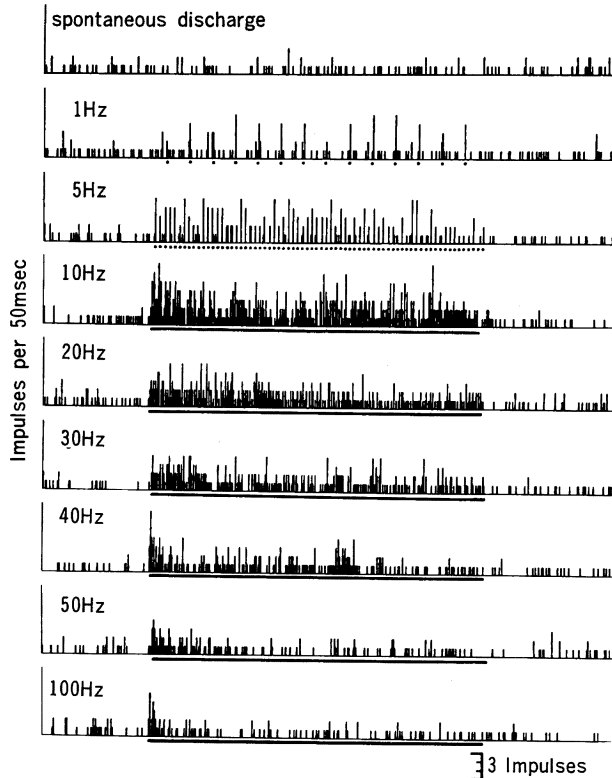 spontaneous discharge
1Hz
5Hz
10Hz
20Hz
30Hz
40Hz
50Hz
100Hz
Impulses per 50msec
3 Impulses